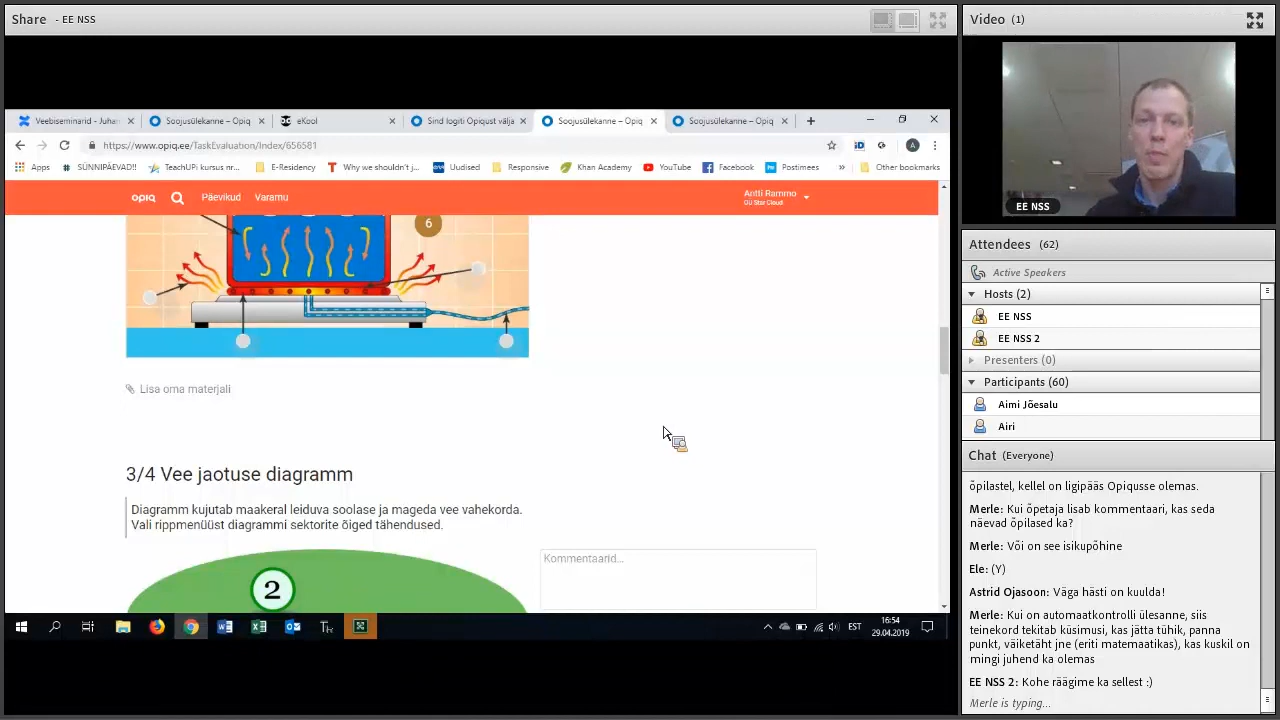 Share - EE NSS
Video (1)
Veebiseminarid - Juha
Soojusülekanne – Opiq
eKool
Sind logiti Opiqust välja
Soojusülekanne – Opiq
Soojusülekanne – Opiq
https://www.opiq.ee/TaskEvaluation/Index/656581
Apps
SÜNNIPÄEVAD!!
TeachUP! kursus nr...
E-Residency
Why we shouldn't j...
Uudised
Responsive
Khan Academy
YouTube
Facebook
Postimees
»
Other bookmarks
opiq
Päevikud
Varamu
Antti Rammo
OÜ Star Cloud
6
Lisa oma materjali
3/4 Vee jaotuse diagramm
Diagramm kujutab maakeral leiduva soolase ja mageda vee vahekorda.
Vali rippmenüüst diagrammi sektorite õiged tähendused.
2
Kommentaarid...
EST
16:54
29.04.2019
EE NSS
Attendees (62)
Active Speakers
Hosts (2)
EE NSS
EE NSS 2
Presenters (0)
Participants (60)
Aimi Jõesalu
Airi
Chat (Everyone)
õpilastel, kellel on ligipääs Opiqusse olemas.
Merle: Kui õpetaja lisab kommentaari, kas seda
näevad õpilased ka?
Merle: Või on see isikupõhine
Ele: (Y)
Astrid Ojasoon: Väga hästi on kuulda!
Merle: Kui on automaatkontrolli ülesanne, siis
teinekord tekitab küsimusi, kas jätta tühik, panna
punkt, väiketäht jne (eriti matemaatikas), kas kuskil on
mingi juhend ka olemas
EE NSS 2: Kohe räägime ka sellest :)
Merle is typing...